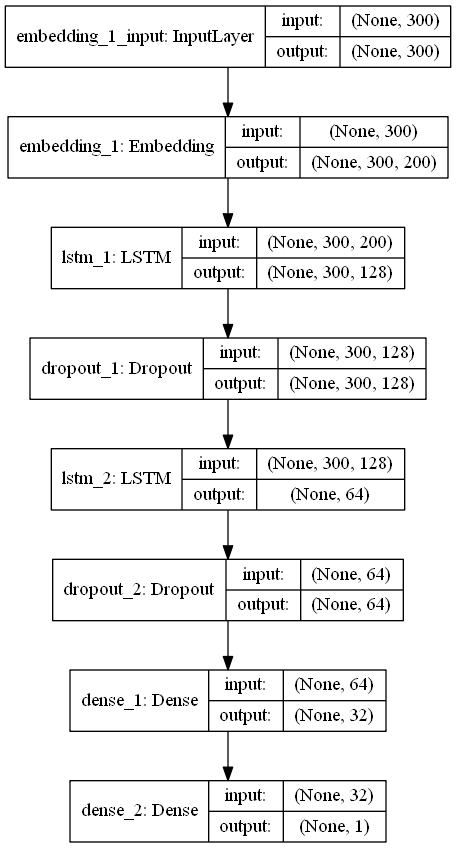 embedding_1_input: InputLayer
input: (None, 300)
output: (None, 300)
embedding_1: Embedding
input: (None, 300)
output: (None, 300, 200)
lstm_1: LSTM
input: (None, 300, 200)
output: (None, 300, 128)
dropout_1: Dropout
input: (None, 300, 128)
output: (None, 300, 128)
lstm_2: LSTM
input: (None, 300, 128)
output: (None, 64)
dropout_2: Dropout
input: (None, 64)
output: (None, 64)
dense_1: Dense
input: (None, 64)
output: (None, 32)
dense_2: Dense
input: (None, 32)
output: (None, 1)